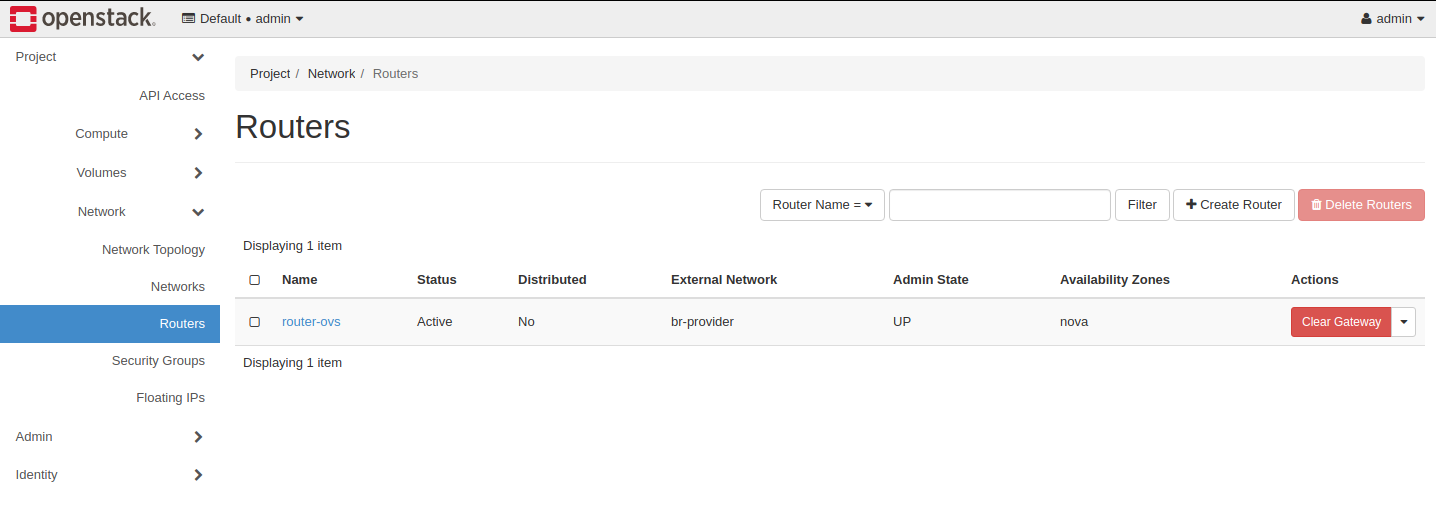 openstack. Default • admin admin
Project
API Access
Compute
Volumes
Network
Network Topology
Networks
Routers
Security Groups
Floating IPs
Admin
Identity
Project / Network / Routers
Routers
Router Name = Filter Create Router Delete Routers
Displaying 1 item
Name Status Distributed External Network Admin State Availability Zones Actions
router-ovs Active No br-provider UP nova Clear Gateway
Displaying 1 item